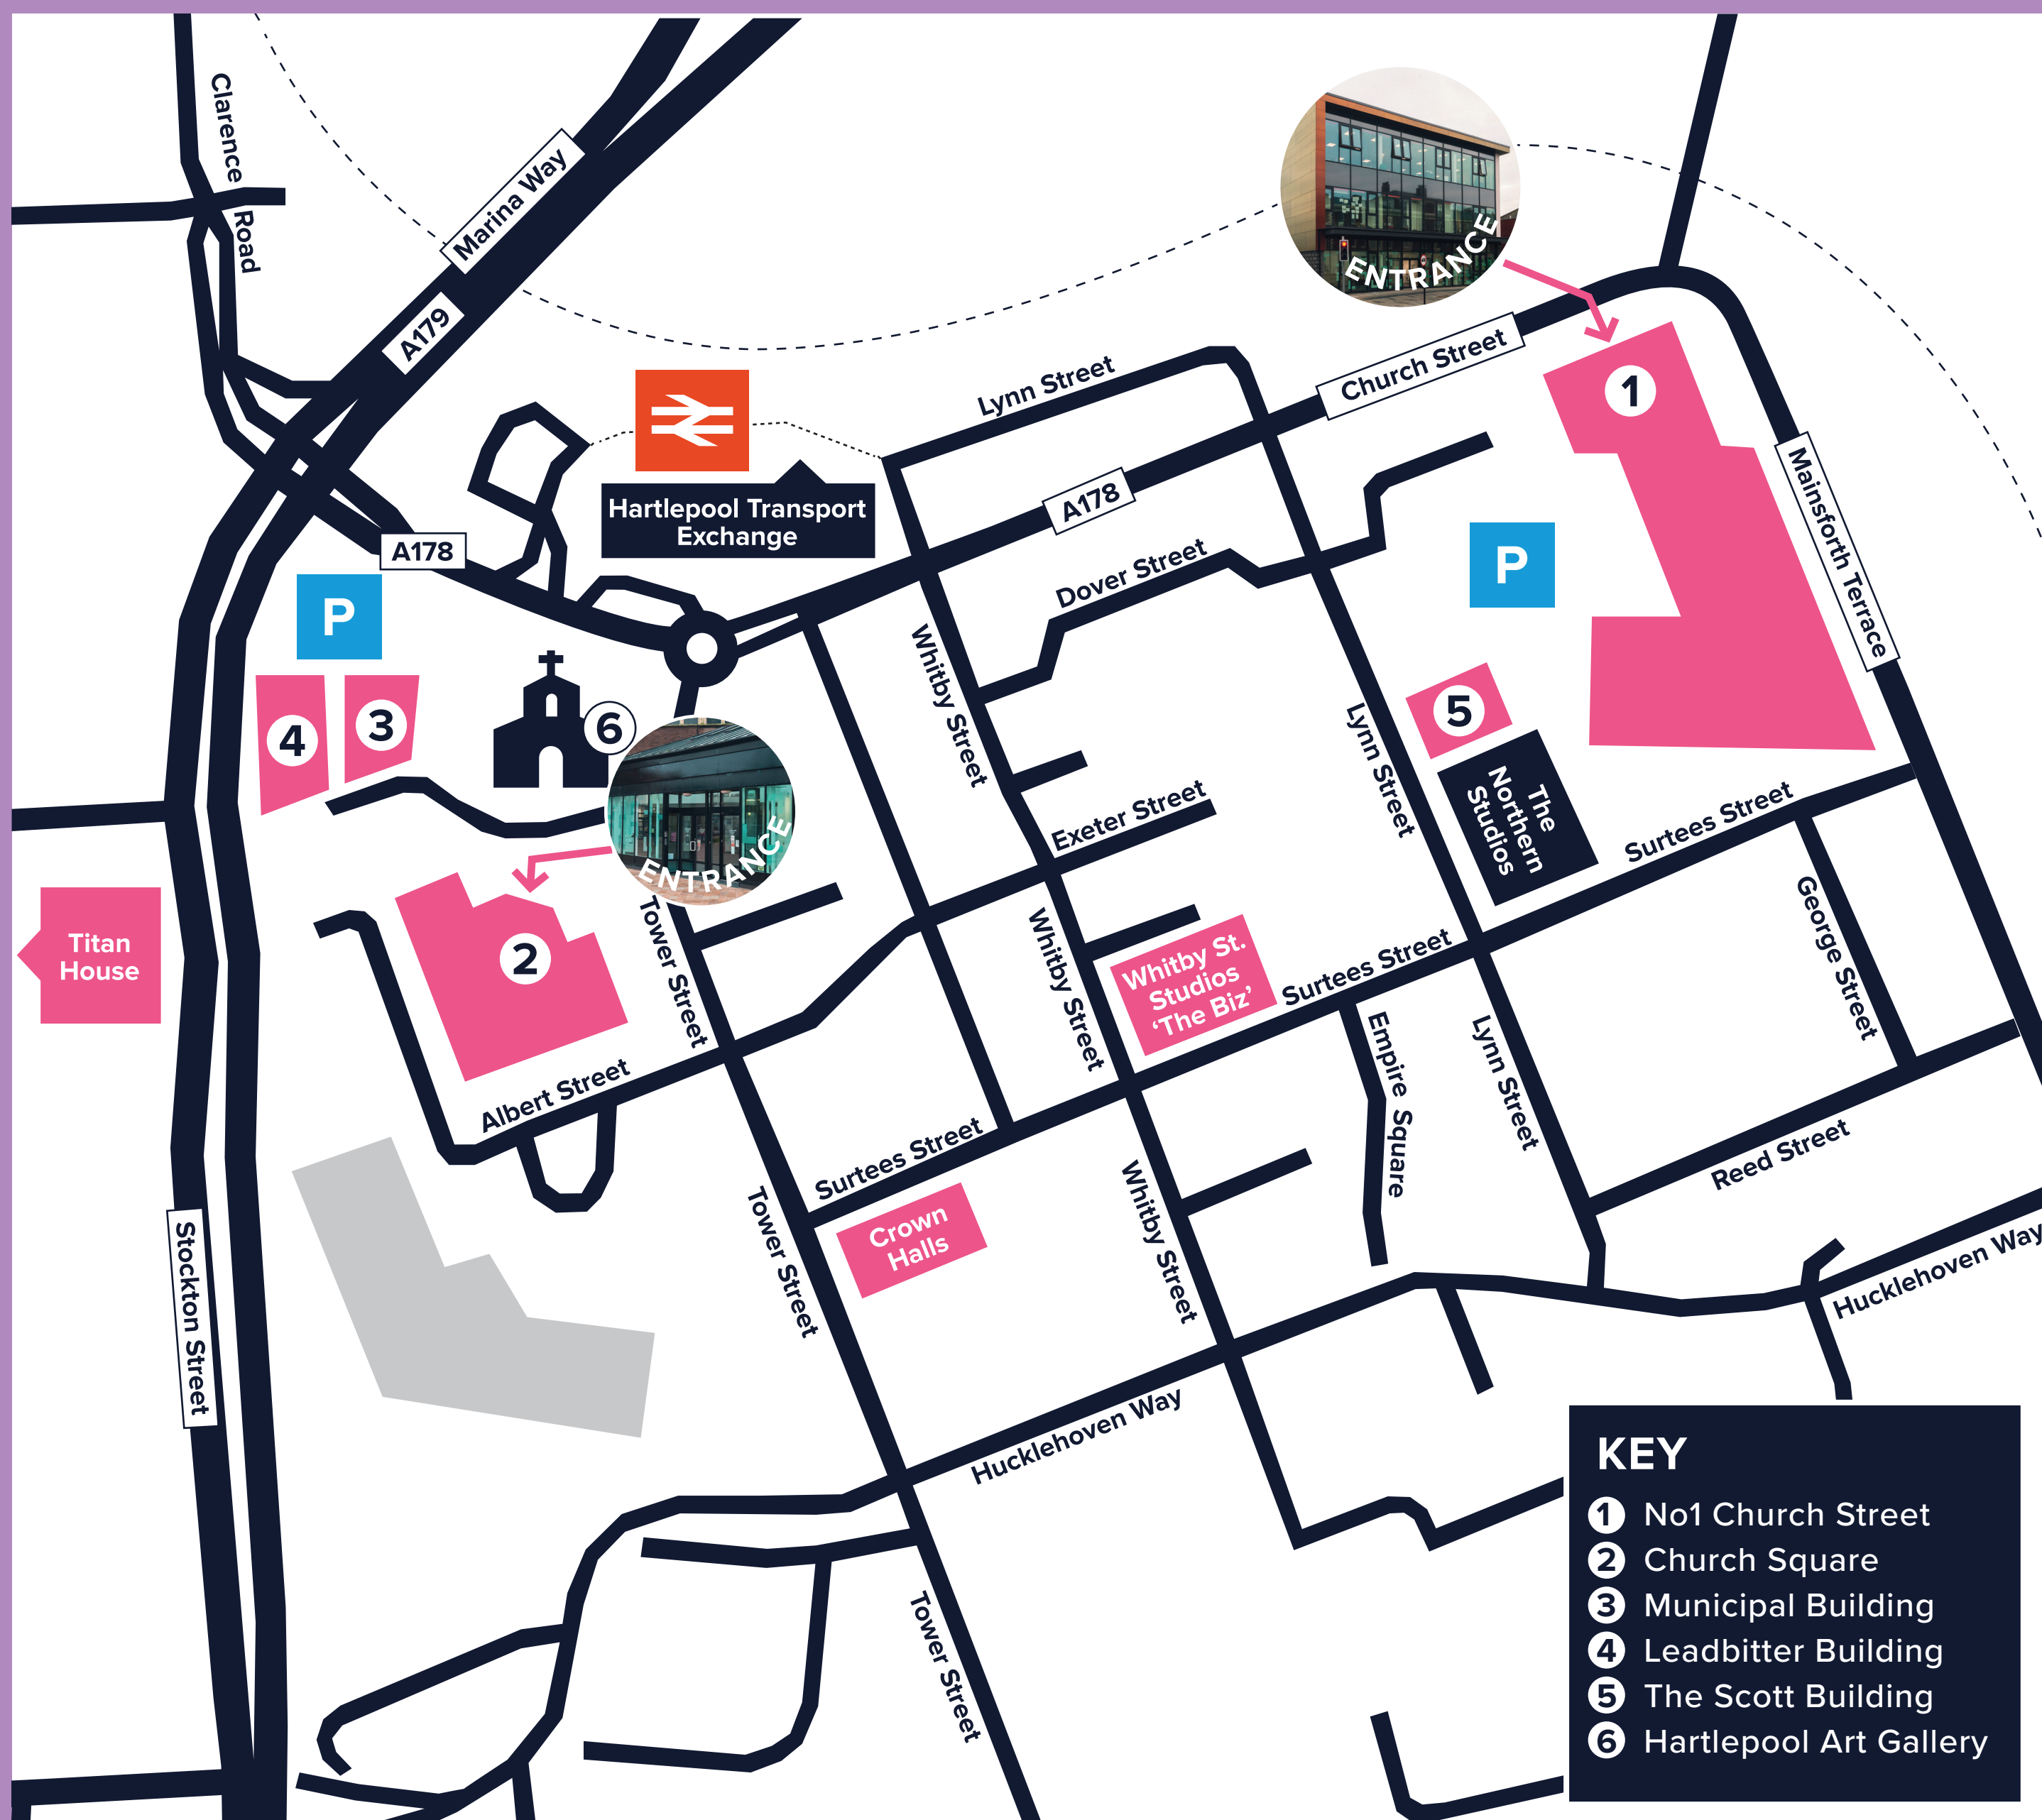 Clarence Road
Marina Way
A179
ENTRANCE
Church Street
Lynn Street
A178
Hartlepool Transport
Exchange
A178
P
P
1
Mainsforth Terrace
Dover Street
Whitby Street
4
3
6
5
Lynn Street
The
Northern
Studios
ENTRANCE
Exeter Street
Surtees Street
George Street
Titan
House
2
Tower Street
Whitby Street
Whitby St.
Studios
‘The Biz’
Surtees Street
Empire Square
Lynn Street
Albert Street
Surtees Street
Reed Street
Stockton Street
Tower Street
Crown
Halls
Whitby Street
Hucklehoven Way
Hucklehoven Way
Tower Street
KEY
1 No1 Church Street
2 Church Square
3 Municipal Building
4 Leadbitter Building
5 The Scott Building
6 Hartlepool Art Gallery